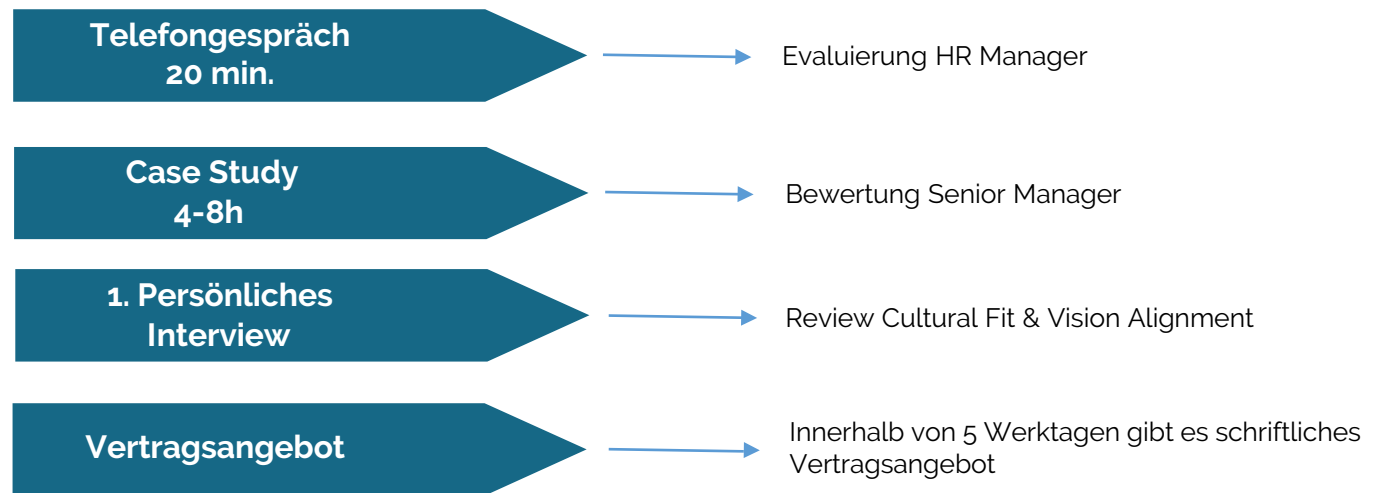 Telefongespräch
20 min.
Evaluierung HR Manager
Case Study
4-8h
Bewertung Senior Manager
1. Persönliches
Interview
Review Cultural Fit & Vision Alignment
Vertragsangebot
Innerhalb von 5 Werktagen gibt es schriftliches
Vertragsangebot